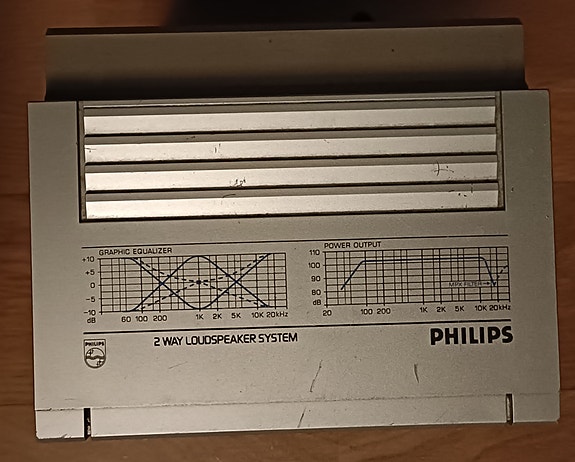 GRAPHIC EQUALIZER
+10
+5
0
-5
-10
dB
60 100 200 1K 2K 5K 10K 20kHz
POWER OUTPUT
110
100
90
80
dB
MPX FILTER
20 100 200 1K 2K 5K 10K 20kHz
PHILIPS
2 WAY LOUDSPEAKER SYSTEM
PHILIPS